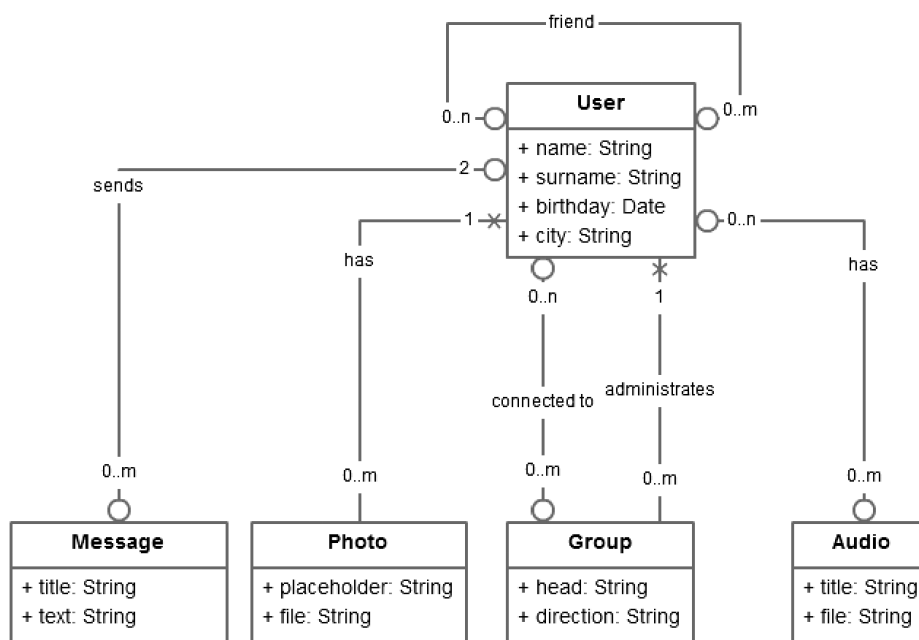 friend
0..n
0..m
User
+ name: String
+ surname: String
+ birthday: Date
+ city: String
sends
2
1
has
0..n
has
0..n
1
connected to
administrates
0..m
0..m
0..m
0..m
0..m
Message
+ title: String
+ text: String
Photo
+ placeholder: String
+ file: String
Group
+ head: String
+ direction: String
Audio
+ title: String
+ file: String